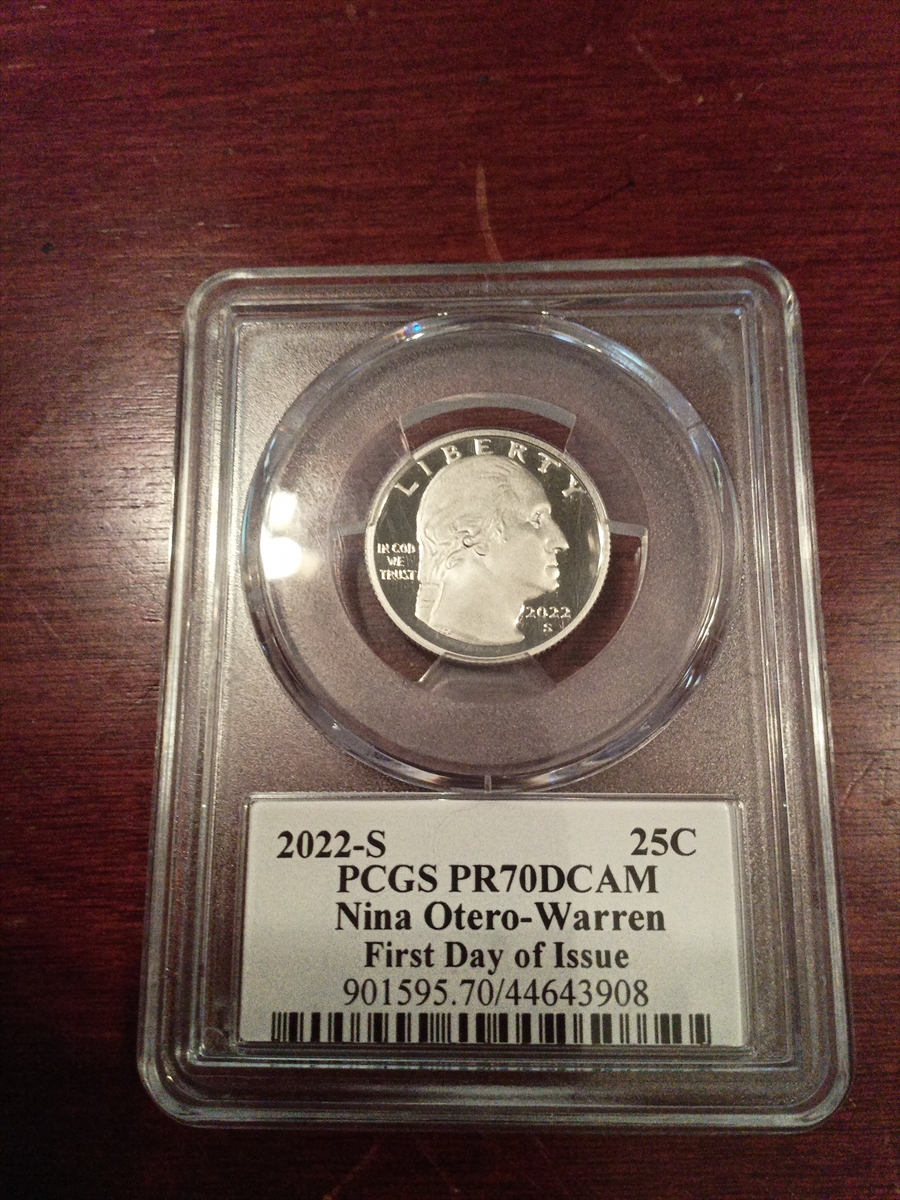 LIBERTY
IN GOD
WE
TRUST
2022
S
2022-S 25C
PCGS PR70DCAM
Nina Otero-Warren
First Day of Issue
901595.70/44643908